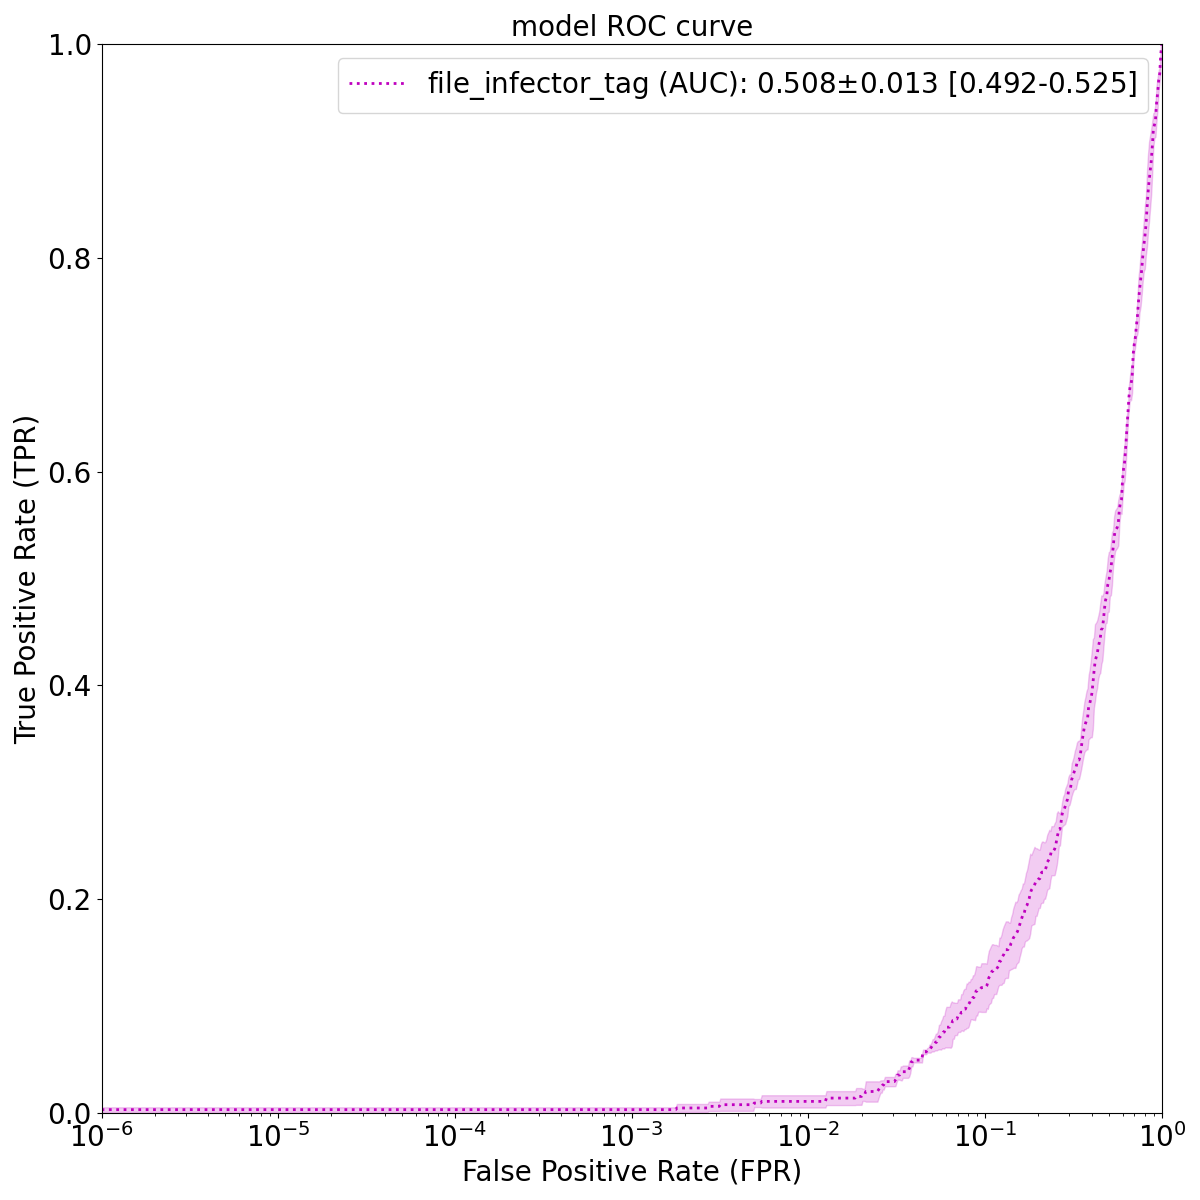 model ROC curve
file_infector_tag (AUC): 0.508±0.013 [0.492-0.525]
True Positive Rate (TPR)
1.0
0.8
0.6
0.4
0.2
0.0
10⁻⁶ 10⁻⁵ 10⁻⁴ 10⁻³ 10⁻² 10⁻¹ 10⁰
False Positive Rate (FPR)